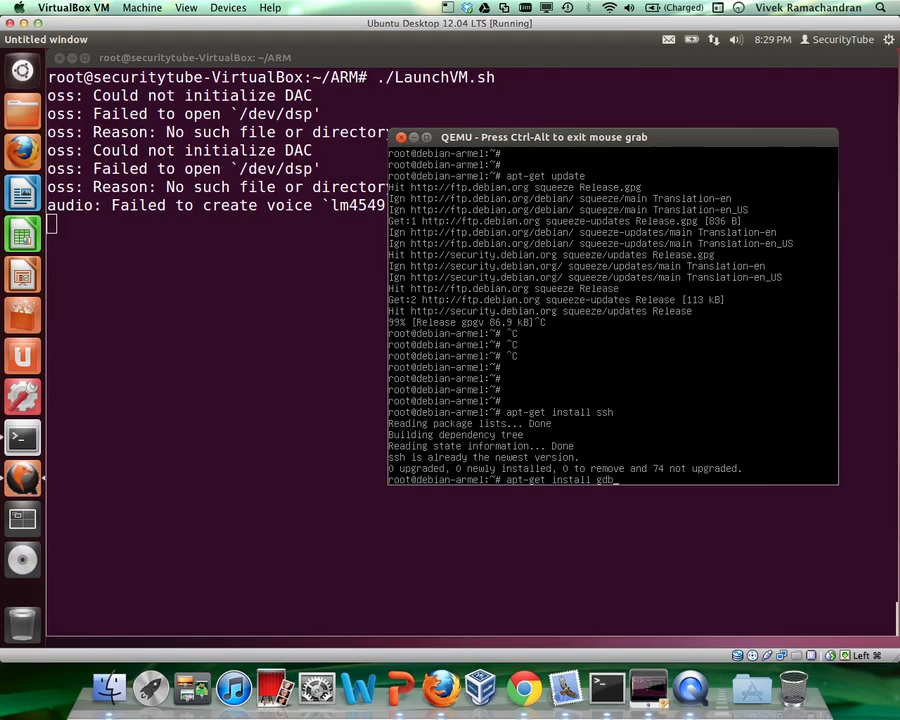 VirtualBox VM Machine View Devices Help (Charged) Vivek Ramachandran
Ubuntu Desktop 12.04 LTS [Running]
Untitled window 8:29 PM SecurityTube
root@securitytube-VirtualBox: ~/ARM
root@securitytube-VirtualBox:~/ARM# ./LaunchVM.sh
oss: Could not initialize DAC
oss: Failed to open `/dev/dsp'
oss: Reason: No such file or directory
oss: Could not initialize DAC
oss: Failed to open `/dev/dsp'
oss: Reason: No such file or directory
audio: Failed to create voice `lm4549
QEMU - Press Ctrl-Alt to exit mouse grab
root@debian-armel:~#
root@debian-armel:~#
root@debian-armel:~# apt-get update
Hit http://ftp.debian.org squeeze Release.gpg
Ign http://ftp.debian.org/debian/ squeeze/main Translation-en
Ign http://ftp.debian.org/debian/ squeeze/main Translation-en_US
Get:1 http://ftp.debian.org squeeze-updates Release.gpg [836 B]
Ign http://ftp.debian.org/debian/ squeeze-updates/main Translation-en
Ign http://ftp.debian.org/debian/ squeeze-updates/main Translation-en_US
Hit http://security.debian.org squeeze/updates Release.gpg
Ign http://security.debian.org/ squeeze/updates/main Translation-en
Ign http://security.debian.org/ squeeze/updates/main Translation-en_US
Hit http://ftp.debian.org squeeze Release
Get:2 http://ftp.debian.org squeeze-updates Release [113 kB]
Hit http://security.debian.org squeeze/updates Release
99% [Release gpgv 86.9 kB]^C
root@debian-armel:~# ^C
root@debian-armel:~# ^C
root@debian-armel:~# ^C
root@debian-armel:~#
root@debian-armel:~#
root@debian-armel:~#
root@debian-armel:~#
root@debian-armel:~# apt-get install ssh
Reading package lists... Done
Building dependency tree
Reading state information... Done
ssh is already the newest version.
0 upgraded, 0 newly installed, 0 to remove and 74 not upgraded.
root@debian-armel:~# apt-get install gdb_
Left ⌘